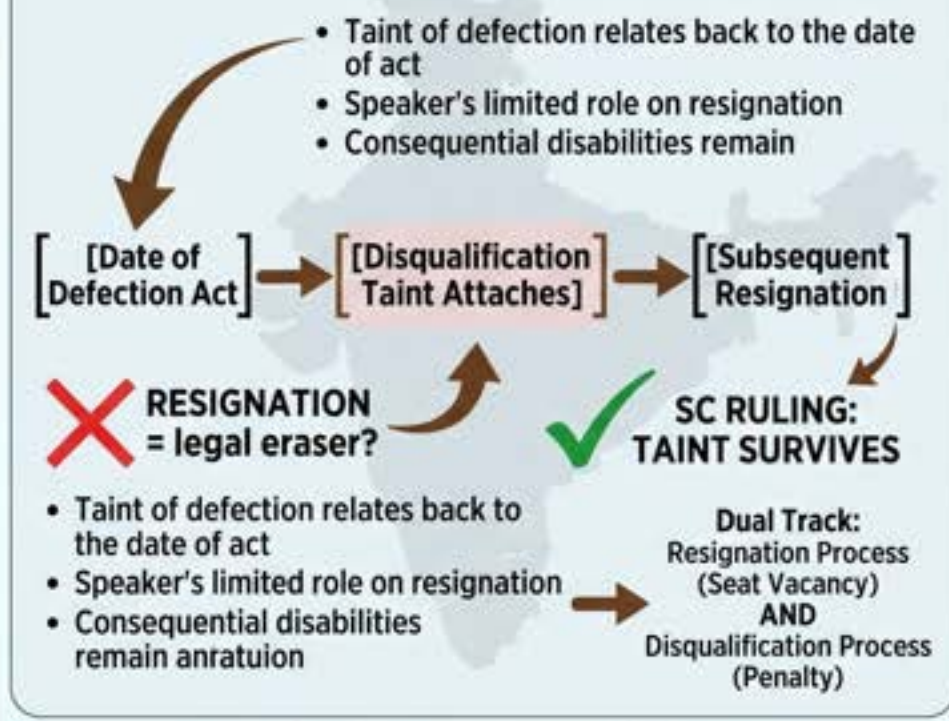 • Taint of defection relates back to the date
of act
• Speaker's limited role on resignation
• Consequential disabilities remain
[Date of
Defection Act
[Disqualification
Taint Attaches]
[Subsequent
Resignation
RESIGNATION
= legal eraser?
SC RULING:
TAINT SURVIVES
• Taint of defection relates back to
the date of act
• Speaker's limited role on resignation
• Consequential disabilities
remain anratuion
Dual Track:
Resignation Process
(Seat Vacancy)
AND
Disqualification Process
(Penalty)